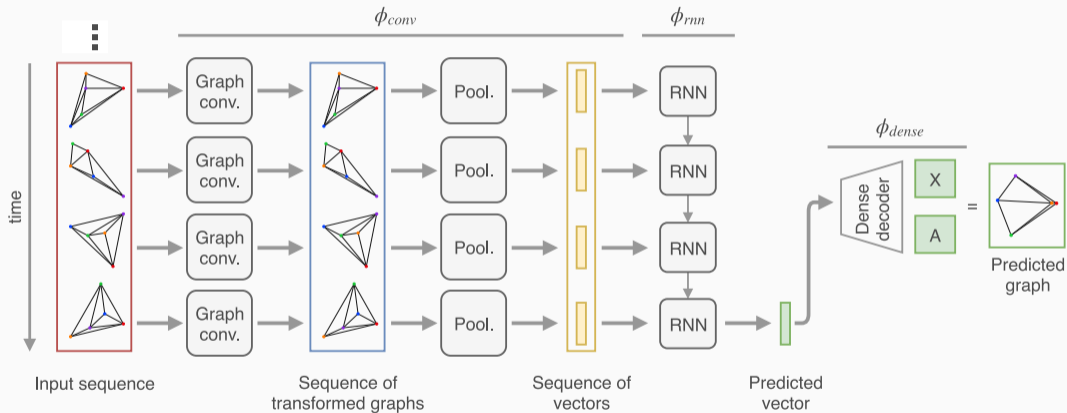 ϕconv
ϕrnn
time
Graph
conv.
Pool.
RNN
Graph
conv.
Pool.
RNN
Graph
conv.
Pool.
RNN
Graph
conv.
Pool.
RNN
ϕdense
Dense
decoder
X
A
=
Predicted
graph
Input sequence
Sequence of
transformed graphs
Sequence of
vectors
Predicted
vector